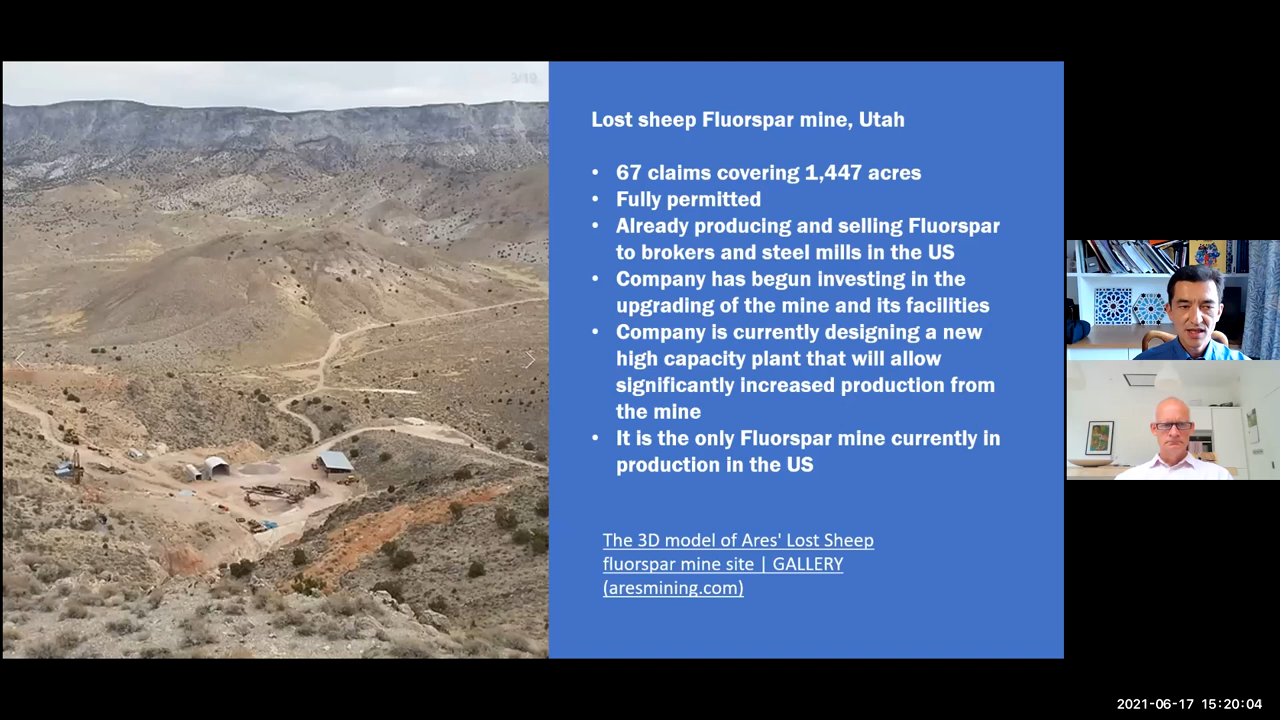 3/19
Lost sheep Fluorspar mine, Utah
• 67 claims covering 1,447 acres
• Fully permitted
• Already producing and selling Fluorspar
to brokers and steel mills in the US
• Company has begun investing in the
upgrading of the mine and its facilities
• Company is currently designing a new
high capacity plant that will allow
significantly increased production from
the mine
• It is the only Fluorspar mine currently in
production in the US
The 3D model of Ares' Lost Sheep
fluorspar mine site | GALLERY
(aresmining.com)
2021-06-17 15:20:04